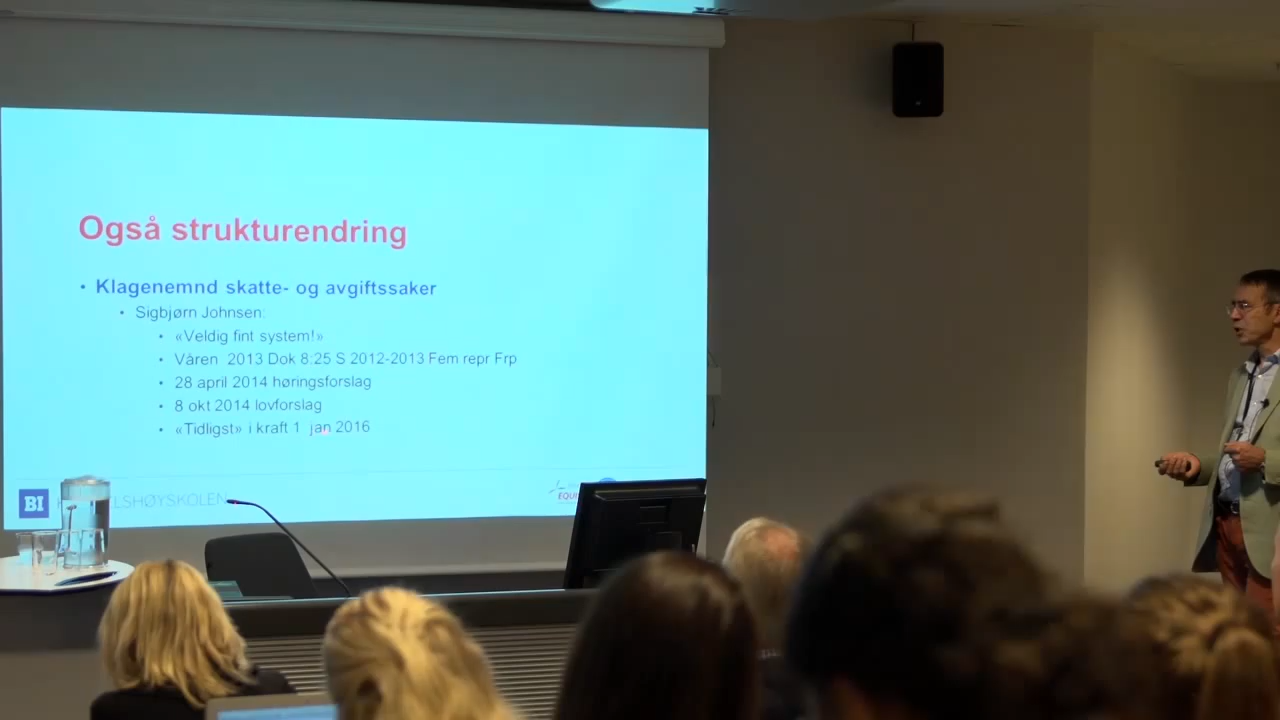 Også strukturendring
• Klagenemnd skatte- og avgiftssaker
• Sigbjørn Johnsen:
• «Veldig fint system!»
• Våren 2013 Dok 8:25 S 2012-2013 Fem repr Frp
• 28 april 2014 høringsforslag
• 8 okt 2014 lovforslag
• «Tidligst» i kraft 1 jan 2016
BI